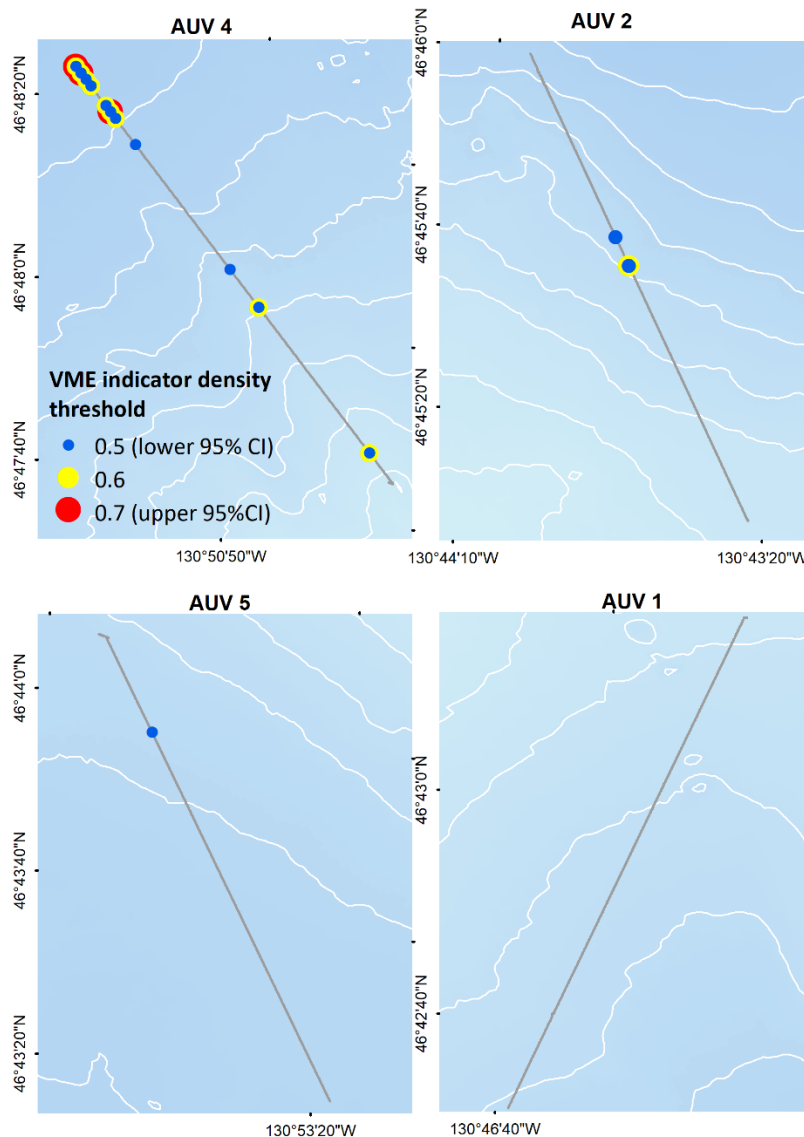 AUV 4
46°48'20"N
46°48'0"N
46°47'40"N
130°50'50"W
VME indicator density
threshold
0.5 (lower 95% CI)
0.6
0.7 (upper 95%CI)
AUV 2
46°46'0"N
46°45'40"N
46°45'20"N
130°44'10"W
130°43'20"W
AUV 5
46°44'0"N
46°43'40"N
46°43'20"N
130°53'20"W
AUV 1
46°43'0"N
46°42'40"N
130°46'40"W